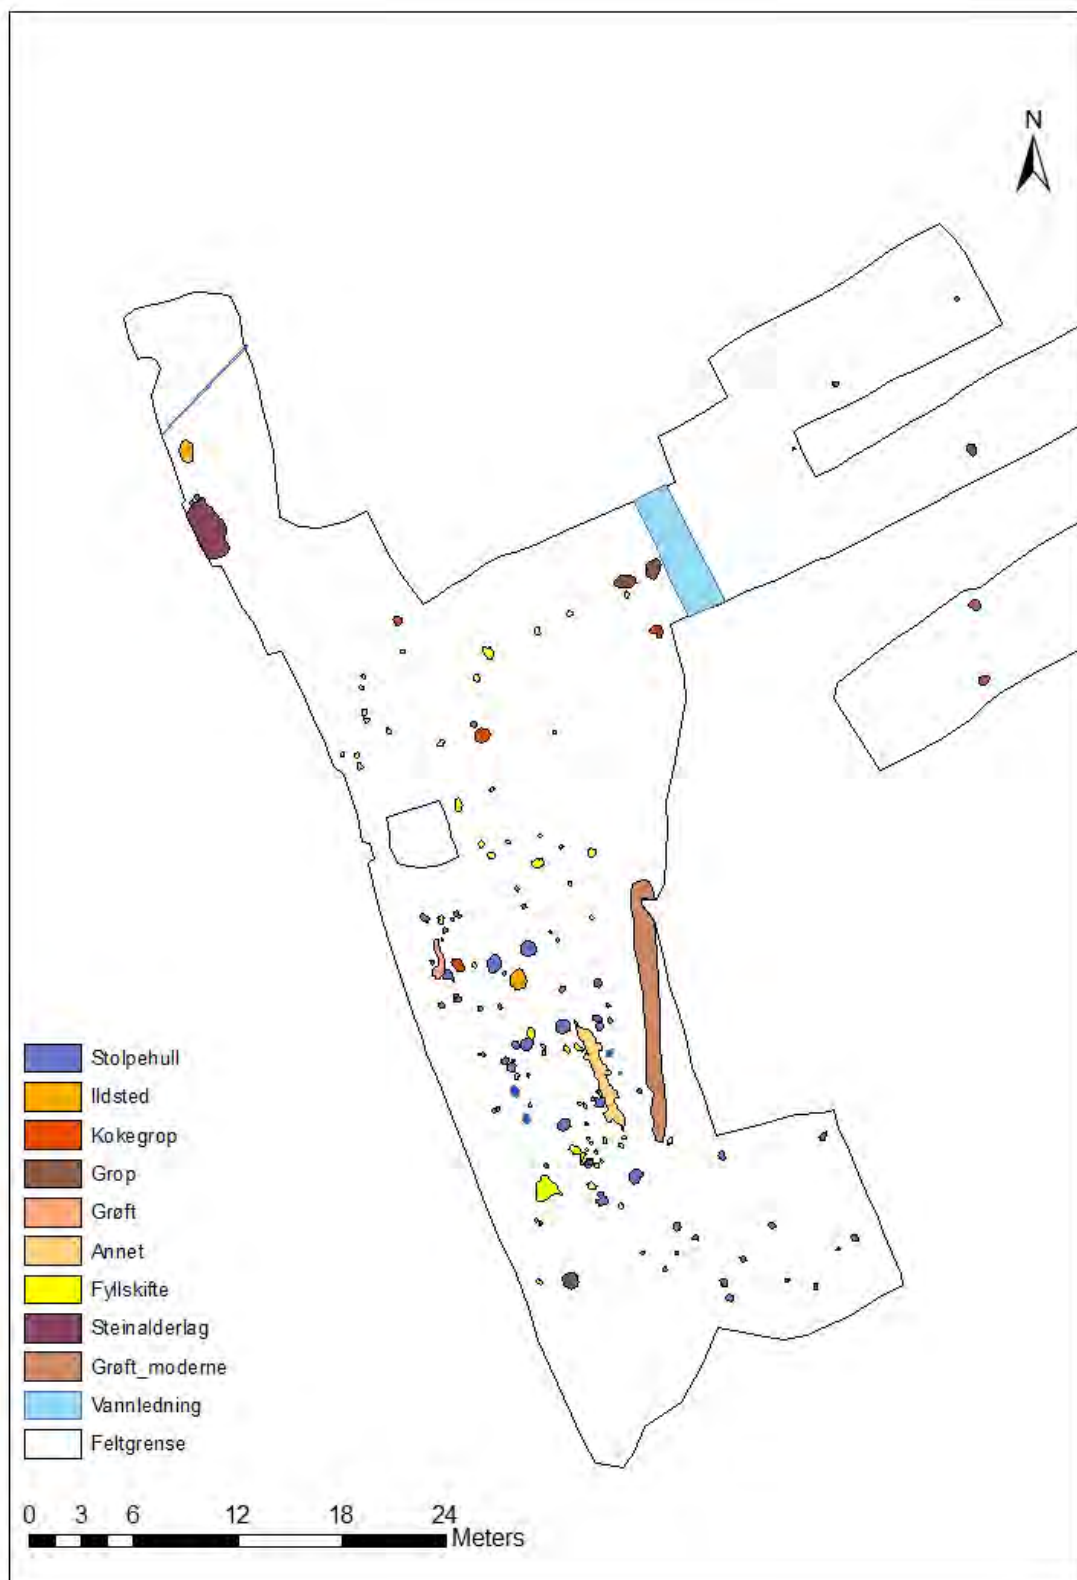 N
Stolpehull
Ildsted
Kokegrop
Grop
Grøft
Annet
Fyllskifte
Steinalderlag
Grøft_moderne
Vannledning
Feltgrense
0 3 6 12 18 24
Meters